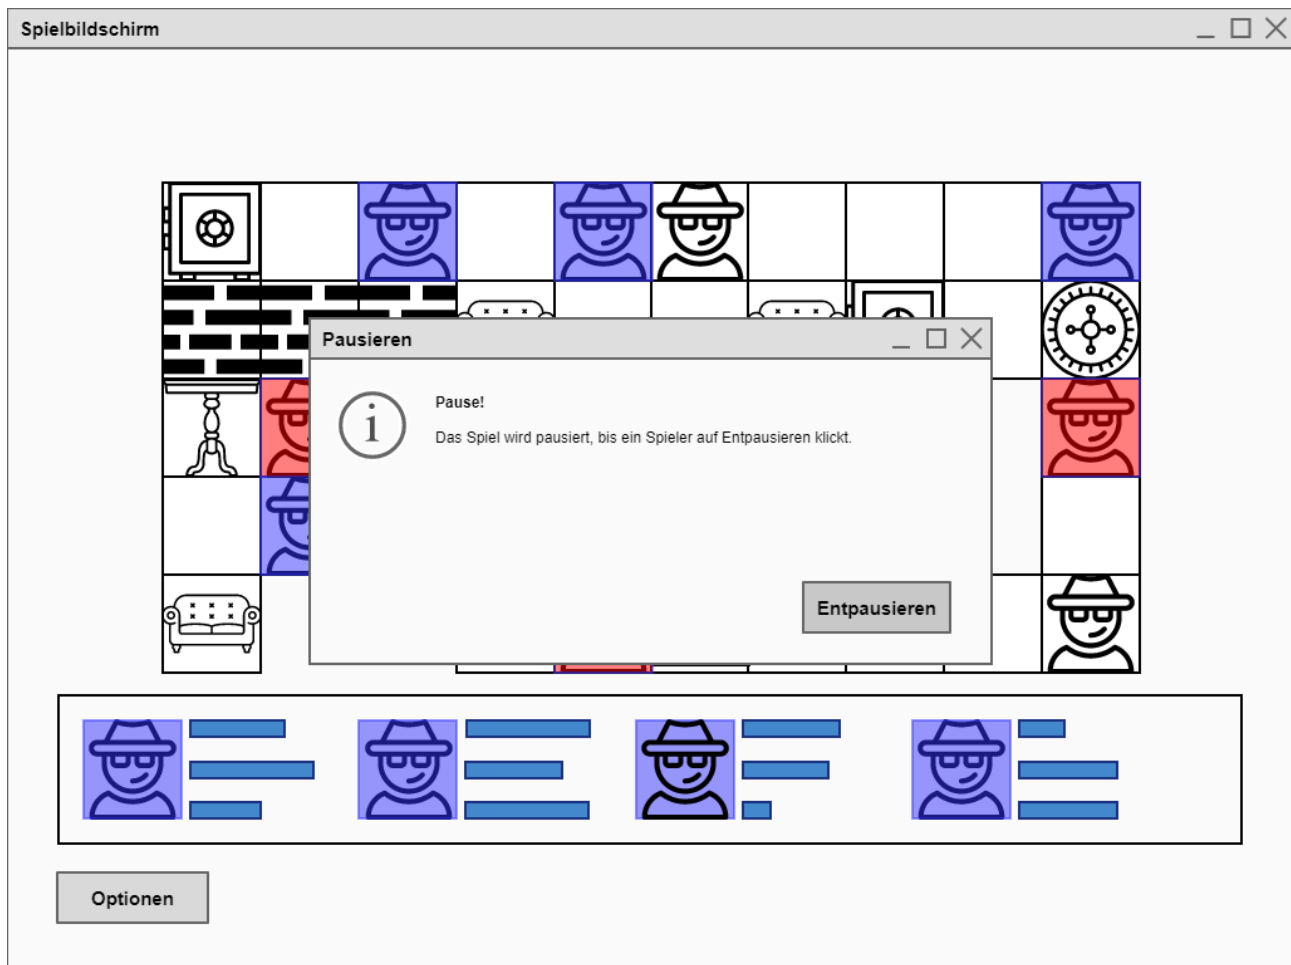 Spielbildschirm
Pausieren
Pause!
Das Spiel wird pausiert, bis ein Spieler auf Entpausieren klickt.
Entpausieren
Optionen